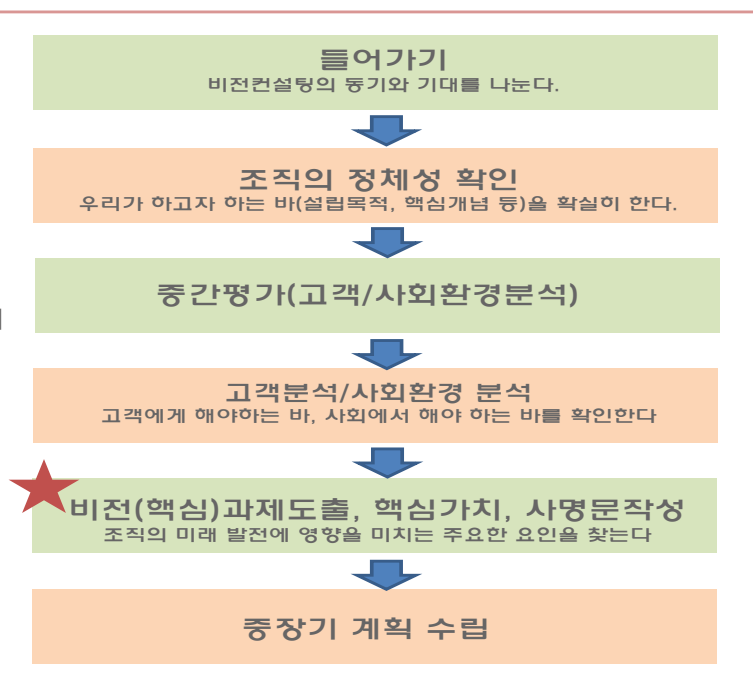 들어가기
비전컨설팅의 동기와 기대를 나눈다.
조직의 정체성 확인
우리가 하고자 하는 바(설립목적, 핵심개념 등)을 확실히 한다.
중간평가(고객/사회환경분석)
고객분석/사회환경 분석
고객에게 해야하는 바, 사회에서 해야 하는 바를 확인한다
비전(핵심)과제도출, 핵심가치, 사명문작성
조직의 미래 발전에 영향을 미치는 주요한 요인을 찾는다
중장기 계획 수립